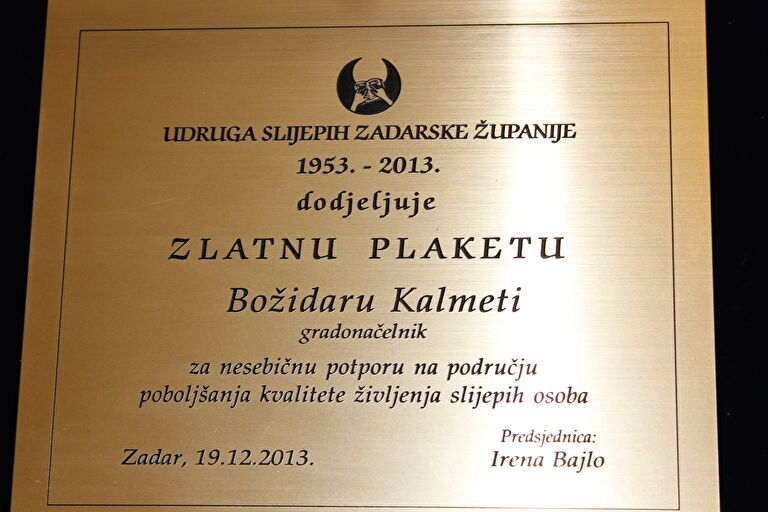 UDRUGA SLIJEPIH ZADARSKE ŽUPANIJE
1953. - 2013.
dodjeljuje
ZLATNU PLAKETU
Božidaru Kalmeti
gradonačelnik
za nesebičnu potporu na području
poboljšanja kvalitete življenja slijepih osoba
Zadar, 19.12.2013.
Predsjednica:
Irena Bajlo